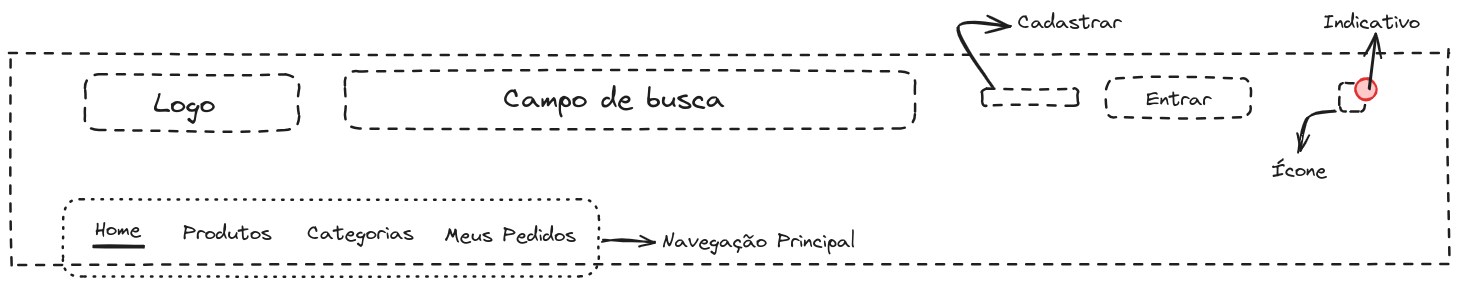 Cadastrar
Indicativo
Logo
Campo de busca
Entrar
Ícone
Home
Produtos
Categorias
Meus Pedidos
Navegação Principal